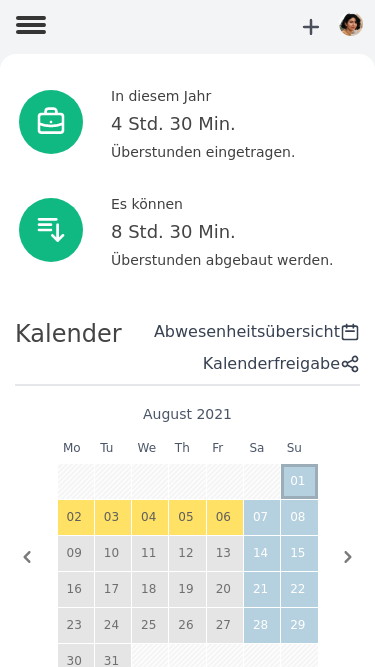 In diesem Jahr
4 Std. 30 Min.
Überstunden eingetragen.
Es können
8 Std. 30 Min.
Überstunden abgebaut werden.
Kalender
Abwesenheitsübersicht
Kalenderfreigabe
August 2021
Mo Tu We Th Fr Sa Su
01
02 03 04 05 06 07 08
09 10 11 12 13 14 15
16 17 18 19 20 21 22
23 24 25 26 27 28 29
30 31